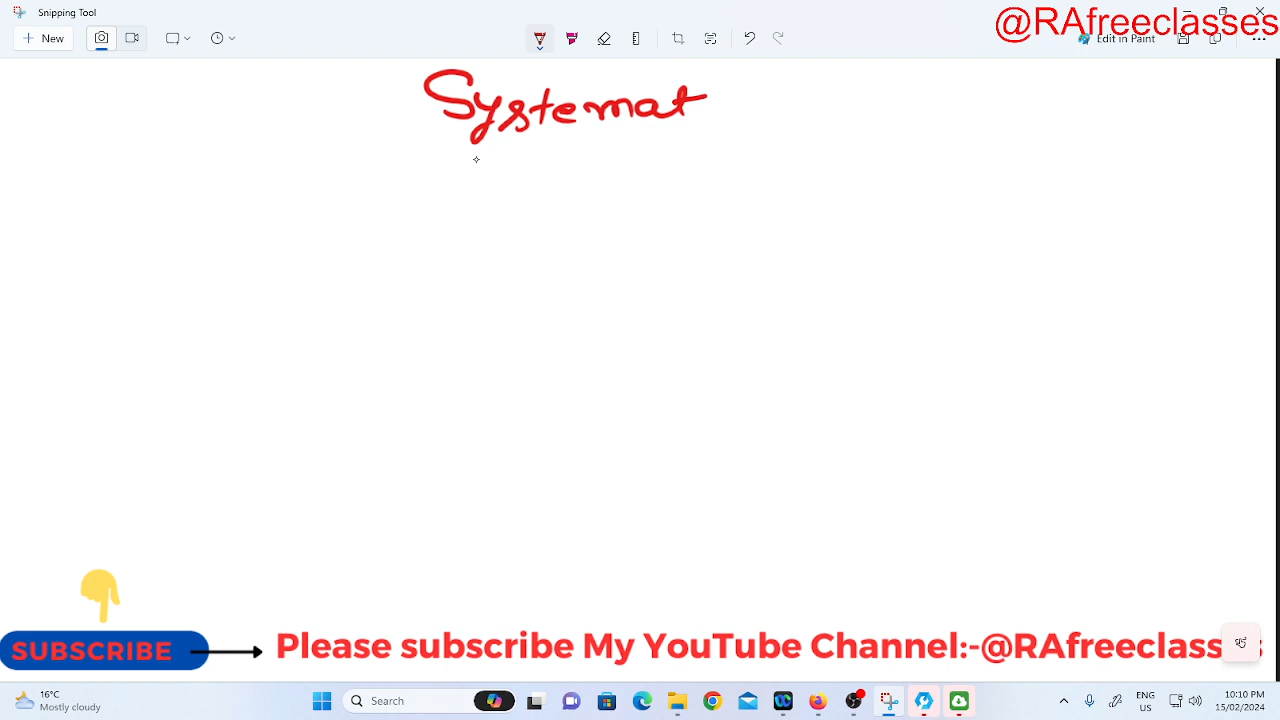 Snipping Tool
@RAfreeclasses
New
Edit in Paint
Systemat
SUBSCRIBE
Please subscribe My YouTube Channel:-@RAfreeclasses
16°C
Mostly cloudy
Search
ENG
US
10:10 PM
15/02/2024